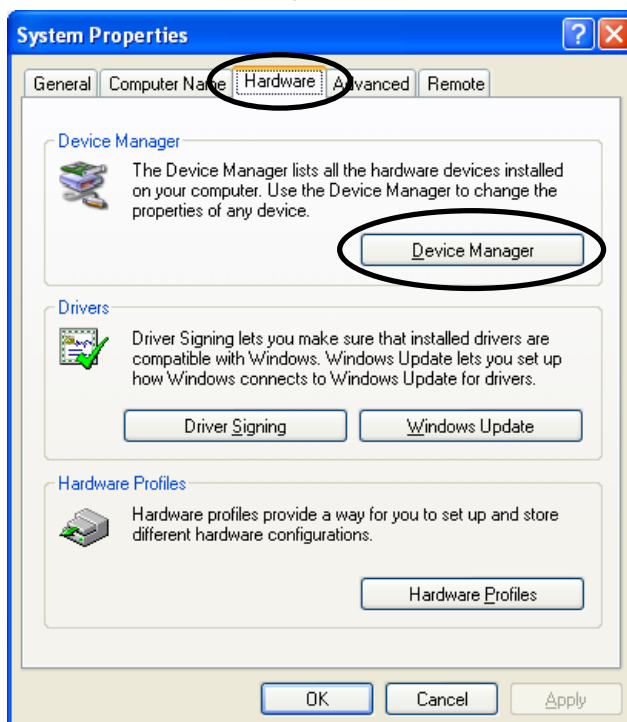 System Properties
General Computer Name Hardware Advanced Remote
Device Manager
The Device Manager lists all the hardware devices installed
on your computer. Use the Device Manager to change the
properties of any device.
Device Manager
Drivers
Driver Signing lets you make sure that installed drivers are
compatible with Windows. Windows Update lets you set up
how Windows connects to Windows Update for drivers.
Driver Signing Windows Update
Hardware Profiles
Hardware profiles provide a way for you to set up and store
different hardware configurations.
Hardware Profiles
OK Cancel Apply